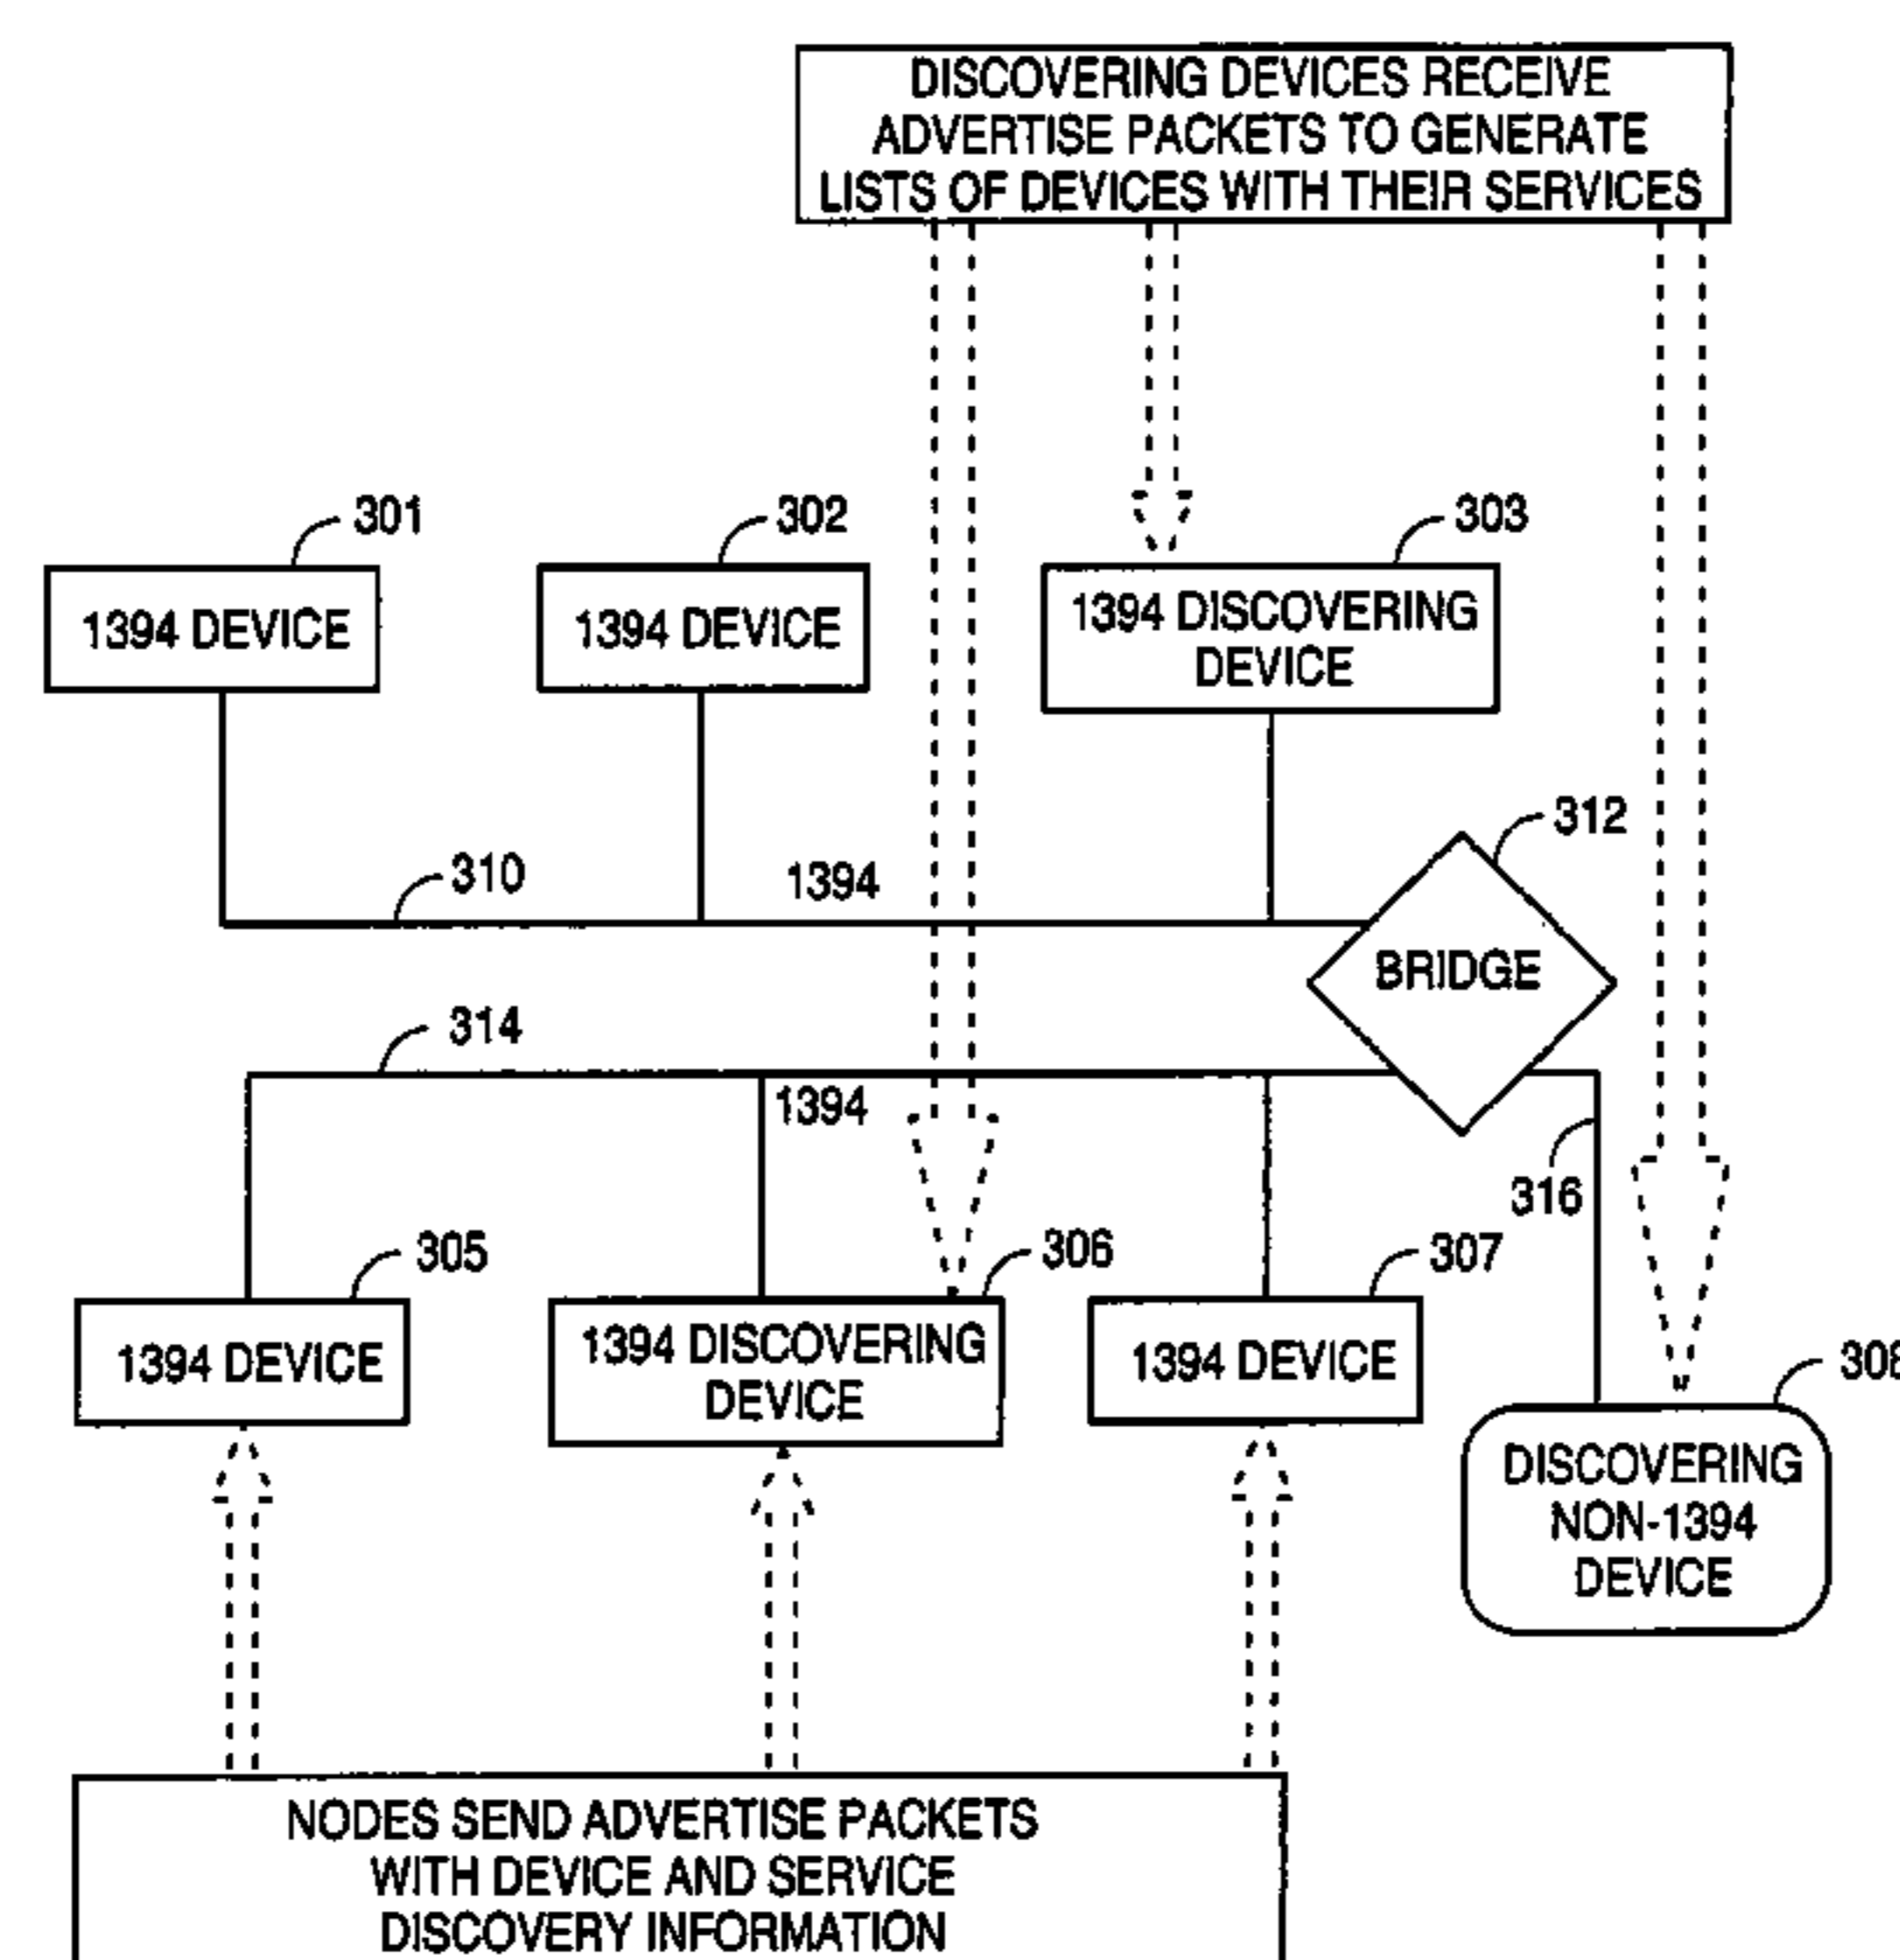 DISCOVERING DEVICES RECEIVE
ADVERTISE PACKETS TO GENERATE
LISTS OF DEVICES WITH THEIR SERVICES
301
302
303
1394 DEVICE
1394 DEVICE
1394 DISCOVERING
DEVICE
312
310
1394
BRIDGE
314
1394
316
305
306
307
308
1394 DEVICE
1394 DISCOVERING
DEVICE
1394 DEVICE
DISCOVERING
NON-1394
DEVICE
NODES SEND ADVERTISE PACKETS
WITH DEVICE AND SERVICE
DISCOVERY INFORMATION